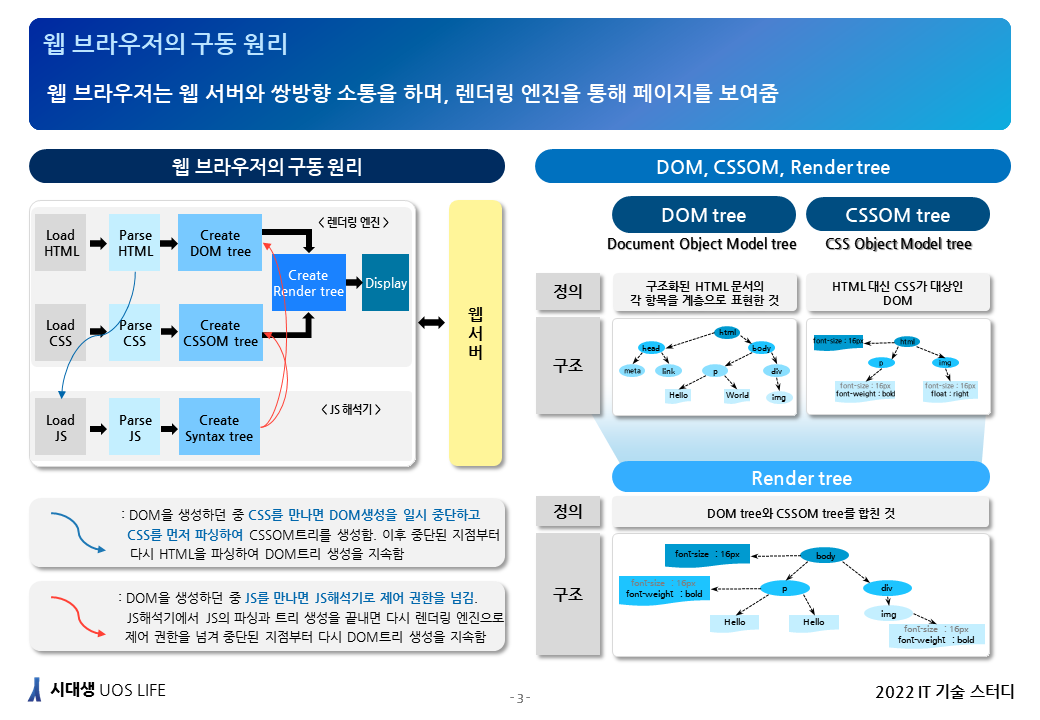 웹 브라우저의 구동 원리
웹 브라우저는 웹 서버와 쌍방향 소통을 하며, 렌더링 엔진을 통해 페이지를 보여줌
웹 브라우저의 구동 원리
< 렌더링 엔진 >
Load
HTML
Parse
HTML
Create
DOM tree
Create
Render tree
Display
Load
CSS
Parse
CSS
Create
CSSOM tree
< JS 해석기 >
Load
JS
Parse
JS
Create
Syntax tree
웹
서
버
: DOM을 생성하던 중 CSS를 만나면 DOM생성을 일시 중단하고
CSS를 먼저 파싱하여 CSSOM트리를 생성함. 이후 중단된 지점부터
다시 HTML을 파싱하여 DOM트리 생성을 지속함
: DOM을 생성하던 중 JS를 만나면 JS해석기로 제어 권한을 넘김.
JS해석기에서 JS의 파싱과 트리 생성을 끝내면 다시 렌더링 엔진으로
제어 권한을 넘겨 중단된 지점부터 다시 DOM트리 생성을 지속함
DOM, CSSOM, Render tree
DOM tree
Document Object Model tree
CSSOM tree
CSS Object Model tree
정의
구조화된 HTML 문서의
각 항목을 계층으로 표현한 것
HTML 대신 CSS가 대상인
DOM
구조
html
head
body
meta
link
p
div
Hello
World
img
font-size : 16px
html
p
img
font-size : 16px
font-weight : bold
font-size : 16px
float : right
Render tree
정의
DOM tree와 CSSOM tree를 합친 것
구조
font-size : 16px
body
font-size : 16px
font-weight : bold
p
div
Hello
Hello
img
font-size : 16px
font-weight : bold
시대생 UOS LIFE
- 3 -
2022 IT 기술 스터디